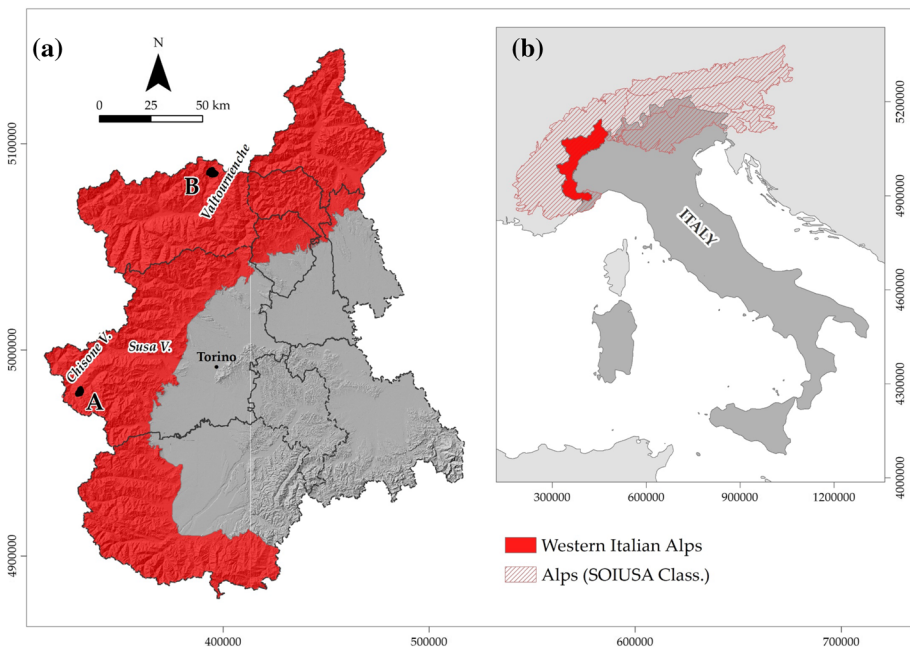 (a)
N
0 25 50 km
B
Valtournenche
Chisone V.
Susa V.
Torino
A
5100000
5000000
4900000
400000 500000 600000 700000
(b)
ITALY
5200000
4900000
4600000
4300000
4000000
300000 600000 900000 1200000
Western Italian Alps
Alps (SOIUSA Class.)